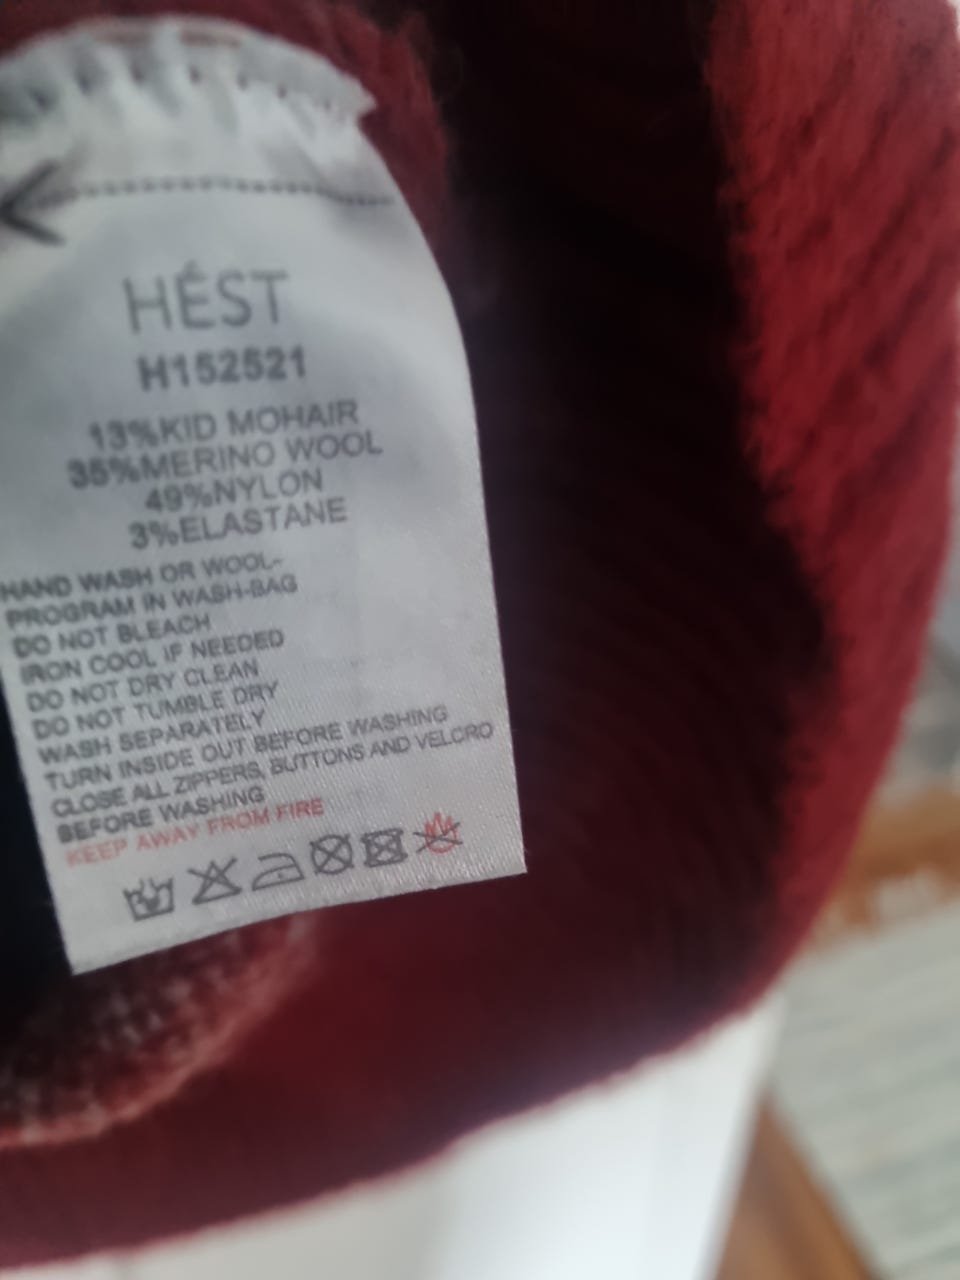 HÉST
H152521
13%KID MOHAIR
35%MERINO WOOL
49%NYLON
3%ELASTANE
HAND WASH OR WOOL-
PROGRAM IN WASH-BAG
DO NOT BLEACH
IRON COOL IF NEEDED
DO NOT DRY CLEAN
DO NOT TUMBLE DRY
WASH SEPARATELY
TURN INSIDE OUT BEFORE WASHING
CLOSE ALL ZIPPERS, BUTTONS AND VELCRO
BEFORE WASHING
KEEP AWAY FROM FIRE